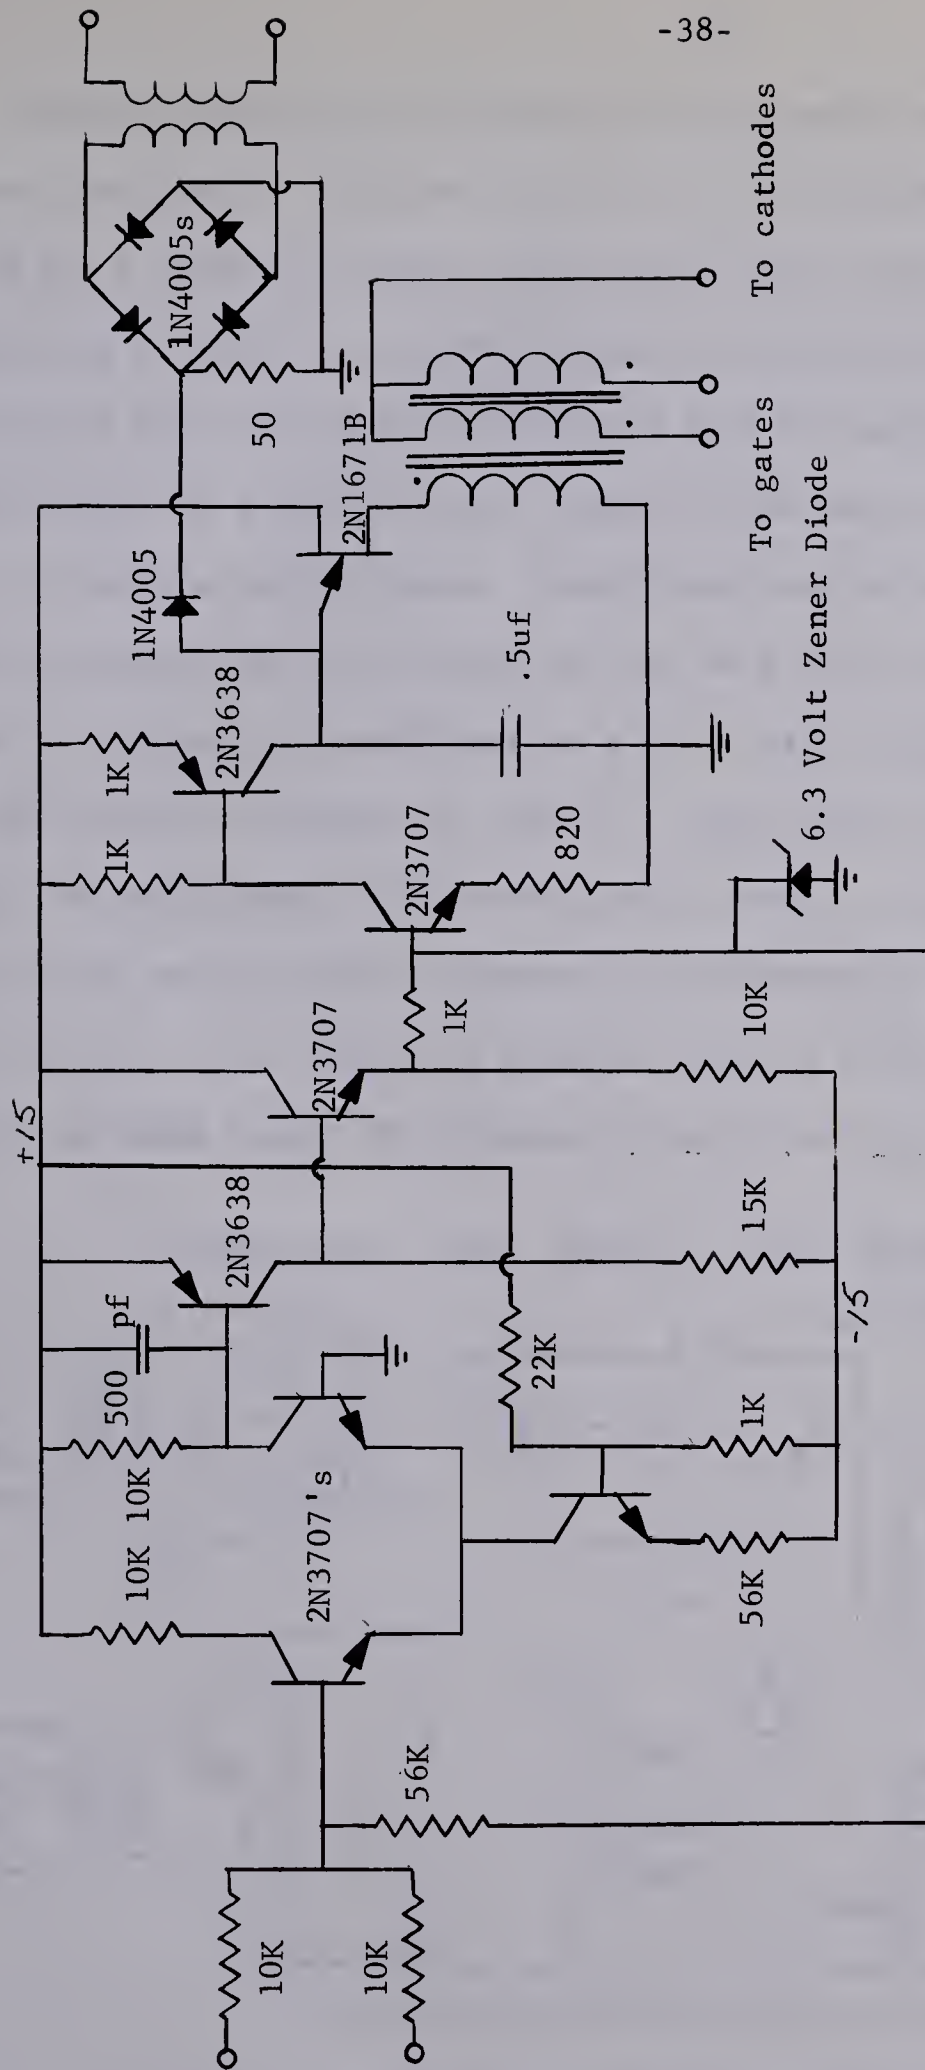 -38-
+15
-15
10K
10K
56K
10K
10K
500
pf
2N3707's
2N3638
22K
56K
1K
15K
10K
2N3707
1K
1K
1K
2N3638
2N3707
820
.5uf
1N4005
1N4005s
50
2N1671B
To gates
To cathodes
6.3 Volt Zener Diode